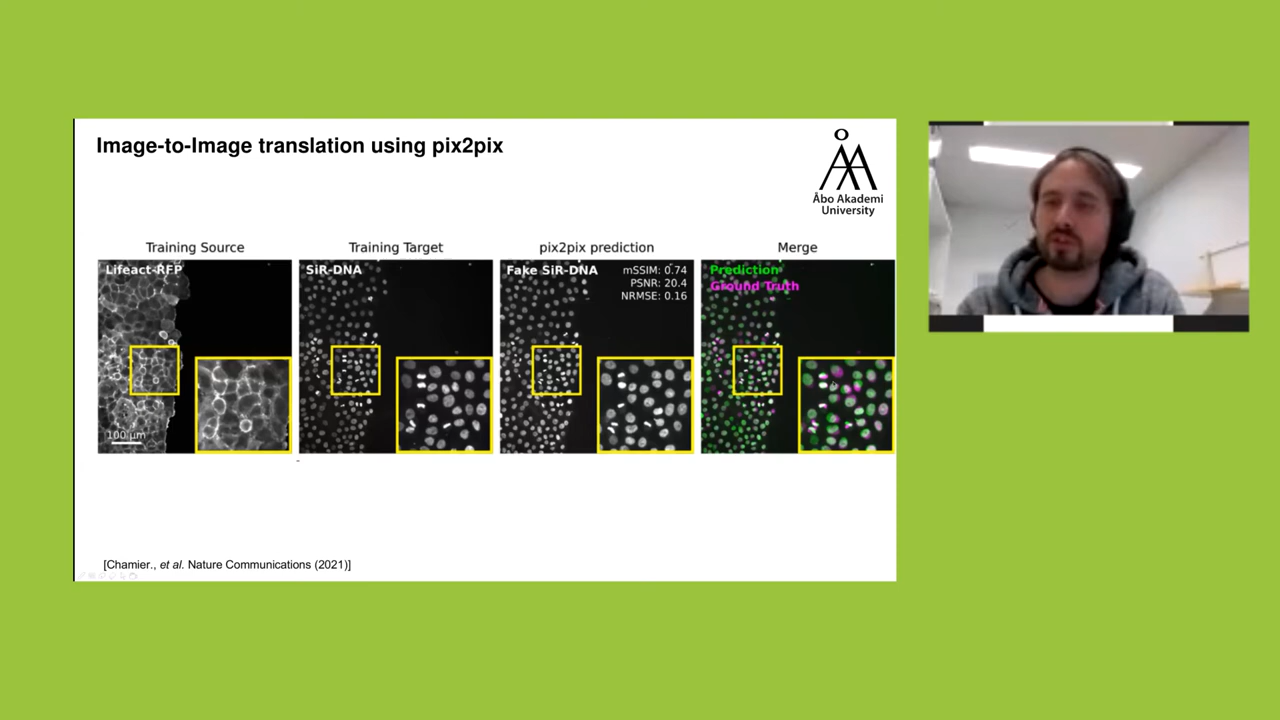 Image-to-Image translation using pix2pix
Åbo Akademi
University
Training Source
Training Target
pix2pix prediction
Merge
Lifeact-RFP
100 µm
SiR-DNA
Fake SiR-DNA
mSSIM: 0.74
PSNR: 20.4
NRMSE: 0.16
Prediction
Ground Truth
[Chamier., et al. Nature Communications (2021)]